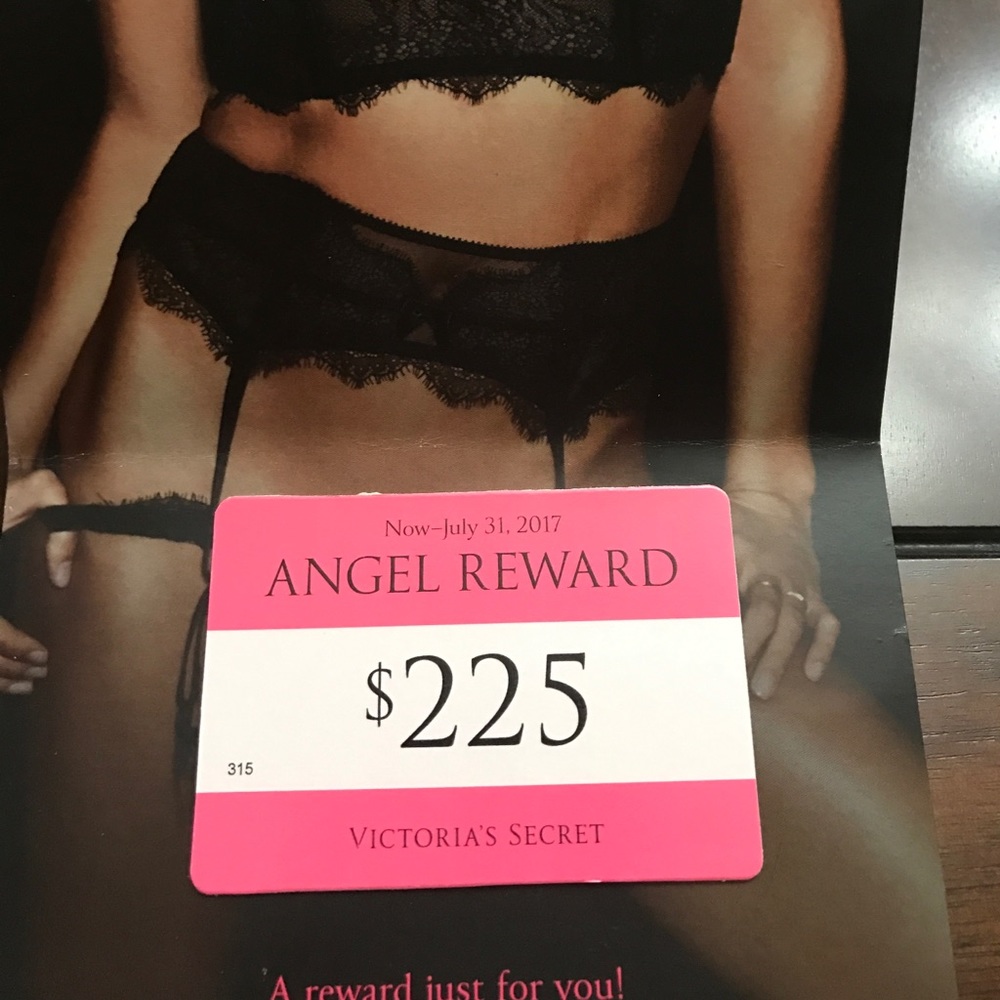 Now–July 31, 2017
ANGEL REWARD
$225
315
VICTORIA'S SECRET
A reward just for you!